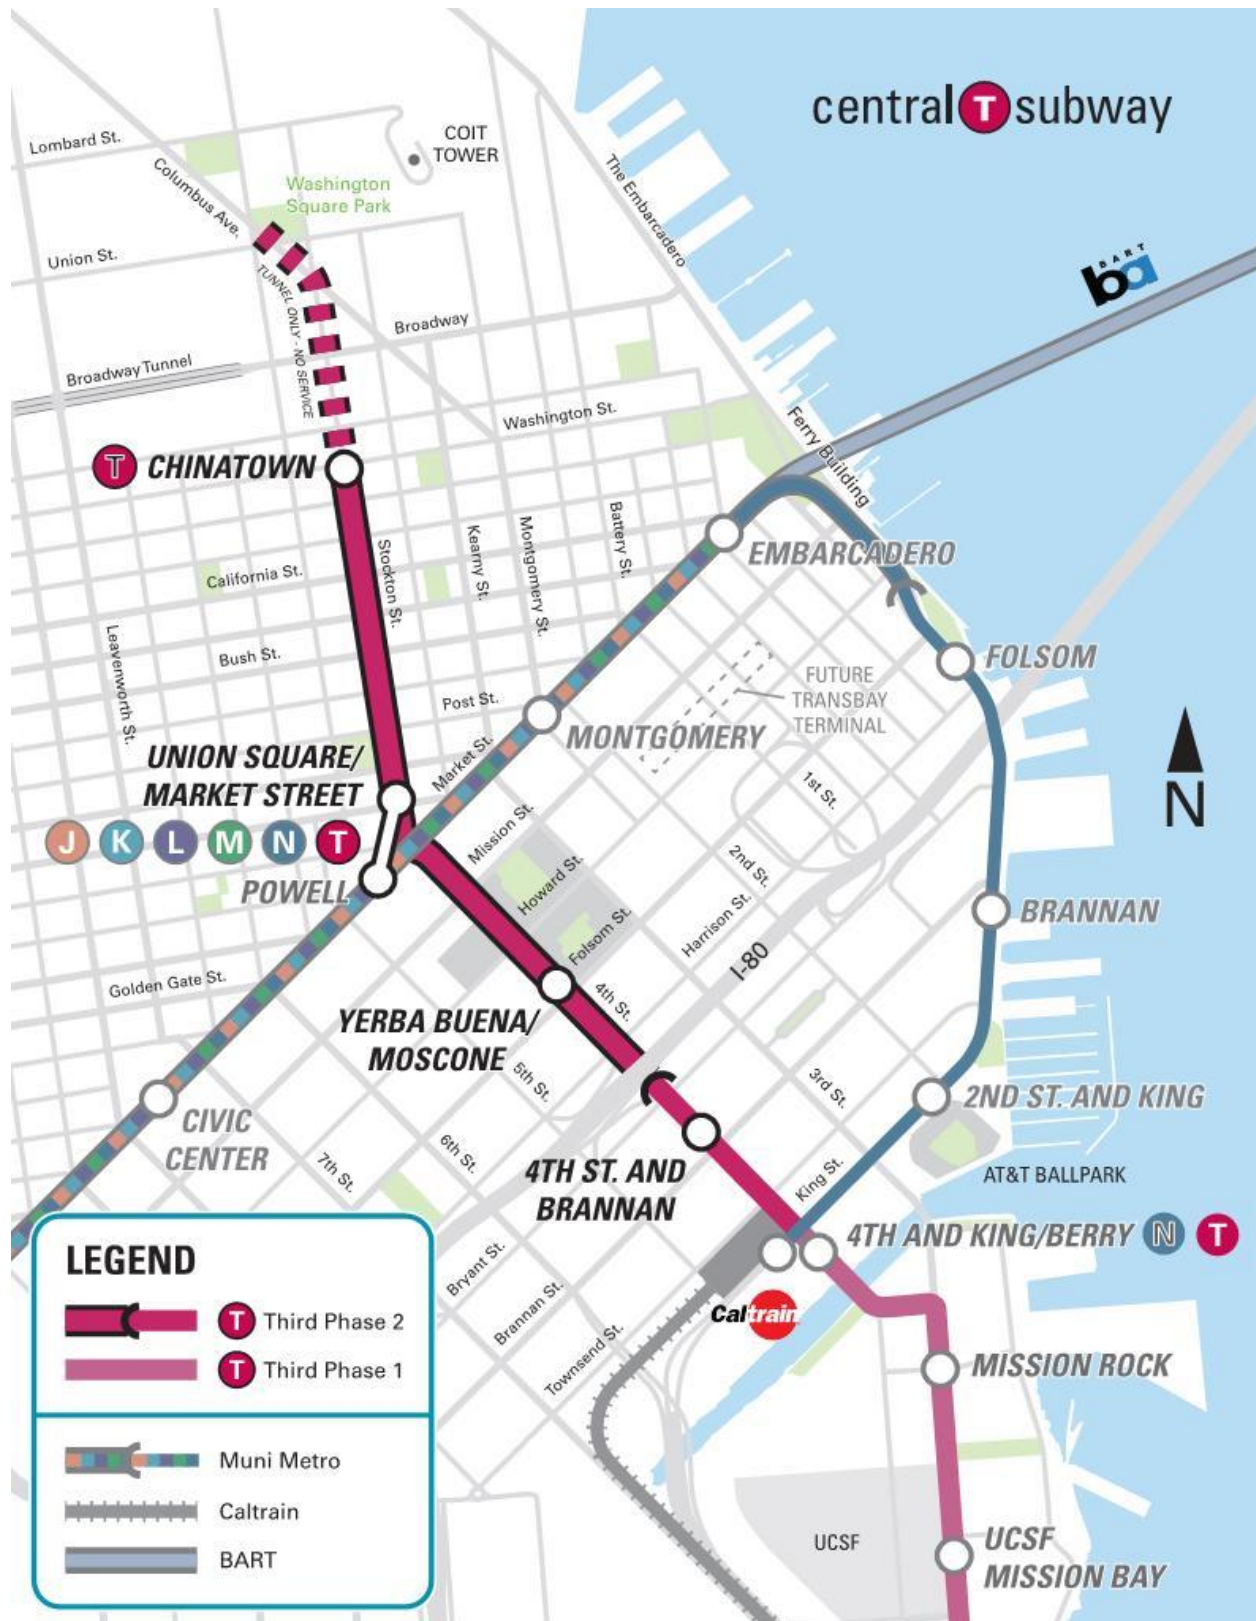 central T subway
COIT
TOWER
Lombard St.
Columbus Ave.
Washington
Square Park
The Embarcadero
Union St.
TUNNEL ONLY - NO SERVICE
BART
ba
Broadway
Broadway Tunnel
Washington St.
Ferry Building
T CHINATOWN
Stockton St.
Kearny St.
Montgomery St.
Battery St.
EMBARCADERO
California St.
Leavenworth St.
Bush St.
FOLSOM
FUTURE
TRANSBAY
TERMINAL
Post St.
MONTGOMERY
Market St.
UNION SQUARE/
MARKET STREET
J K L M N T
POWELL
1st St.
N
Mission St.
Howard St.
2nd St.
Folsom St.
Harrison St.
I-80
BRANNAN
Golden Gate St.
4th St.
YERBA BUENA/
MOSCONE
5th St.
3rd St.
2ND ST. AND KING
CIVIC
CENTER
6th St.
7th St.
4TH ST. AND
BRANNAN
King St.
AT&T BALLPARK
4TH AND KING/BERRY N T
Bryant St.
Brannan St.
Townsend St.
Caltrain
MISSION ROCK
UCSF
UCSF
MISSION BAY
LEGEND
T Third Phase 2
T Third Phase 1
Muni Metro
Caltrain
BART